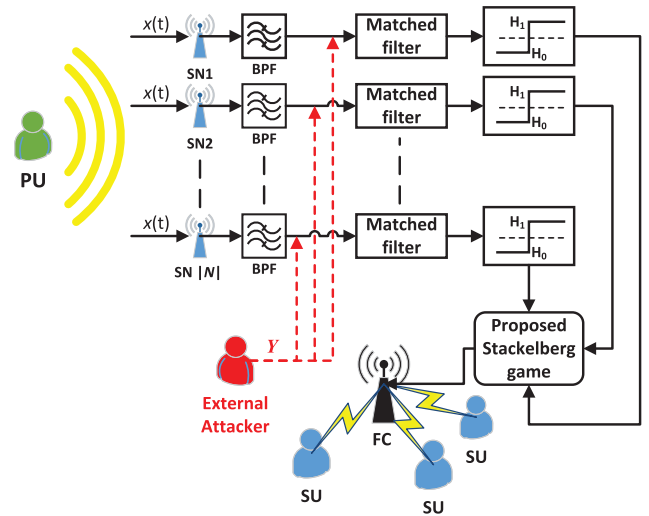 x(t)
SN1
BPF
Matched
filter
H1
H0
x(t)
SN2
BPF
Matched
filter
H1
H0
PU
x(t)
SN |N|
BPF
Matched
filter
H1
H0
Y
External
Attacker
Proposed
Stackelberg
game
FC
SU
SU
SU